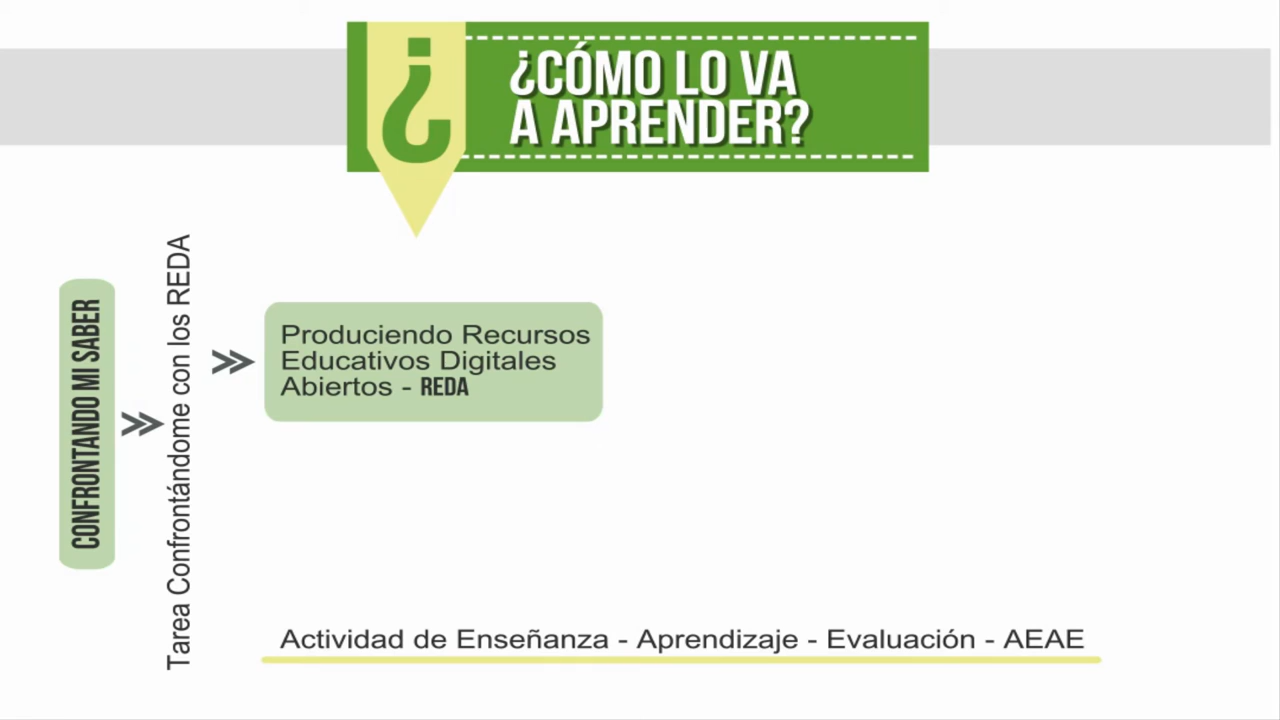 ¿
¿CÓMO LO VA
A APRENDER?
CONFRONTANDO MI SABER
Tarea Confrontándome con los REDA
Produciendo Recursos
Educativos Digitales
Abiertos - REDA
Actividad de Enseñanza - Aprendizaje - Evaluación - AEAE